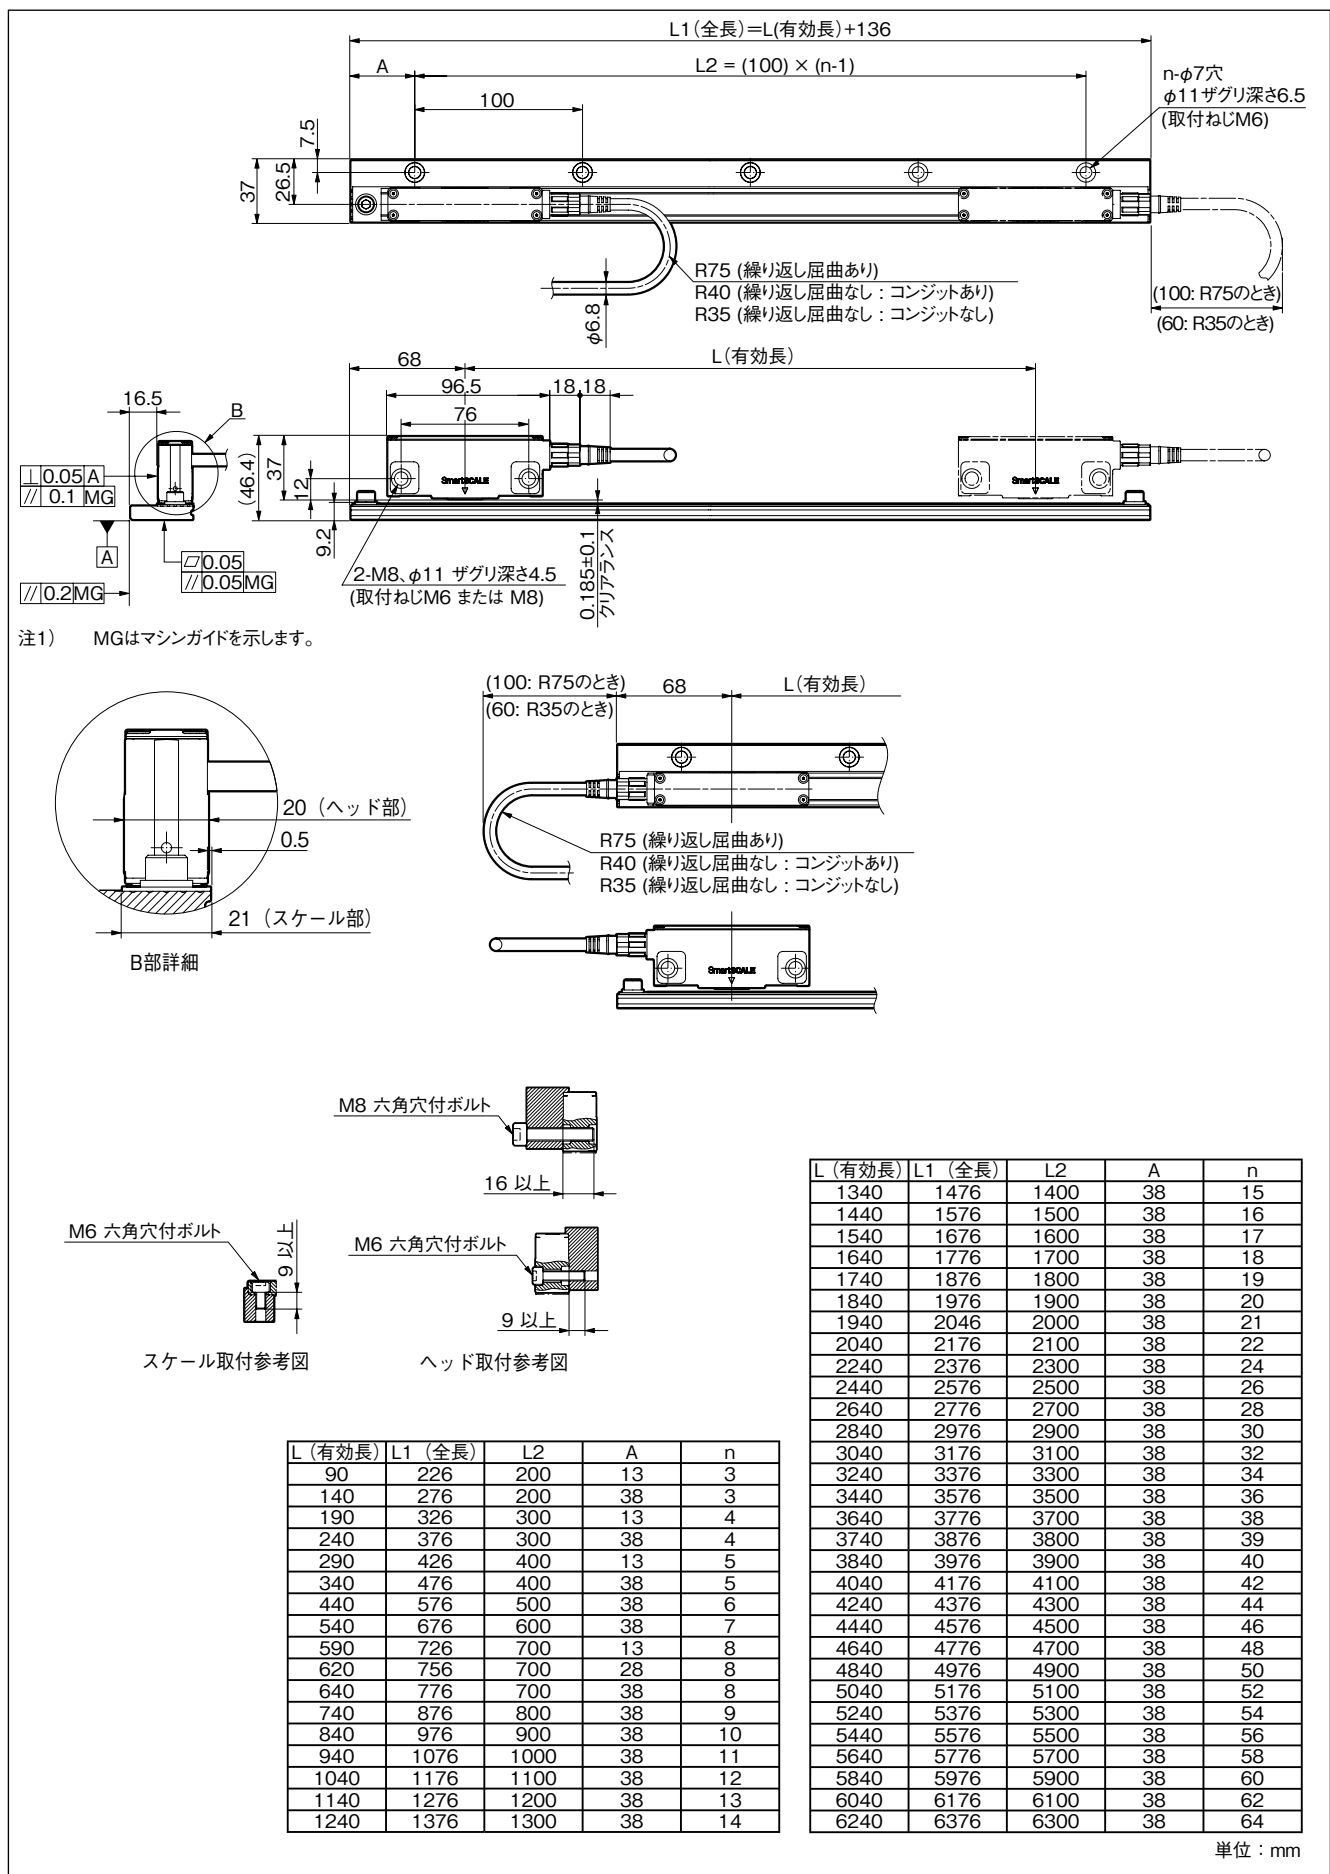 L1(全長)=L(有効長)+136
A
L2 = (100) × (n-1)
n-φ7穴
φ11ザグリ深さ6.5
(取付ねじM6)
100
7.5
26.5
37
R75 (繰り返し屈曲あり)
R40 (繰り返し屈曲なし：コンジットあり)
R35 (繰り返し屈曲なし：コンジットなし)
φ6.8
(100: R75のとき)
(60: R35のとき)
68
L(有効長)
96.5
18
18
76
16.5
B
⊥ 0.05 A
// 0.1 MG
A
▱ 0.05
// 0.05 MG
// 0.2 MG
(46.4)
37
12
9.2
SmartSCALE
2-M8、φ11 ザグリ深さ4.5
(取付ねじM6 または M8)
0.185±0.1
クリアランス
注1) MGはマシンガイドを示します。
20（ヘッド部）
0.5
21（スケール部）
B部詳細
(100: R75のとき)
(60: R35のとき)
68
L(有効長)
R75 (繰り返し屈曲あり)
R40 (繰り返し屈曲なし：コンジットあり)
R35 (繰り返し屈曲なし：コンジットなし)
SmartSCALE
M8 六角穴付ボルト
16 以上
M6 六角穴付ボルト
9 以上
スケール取付参考図
M6 六角穴付ボルト
9 以上
ヘッド取付参考図
L（有効長） L1（全長） L2 A n
90 226 200 13 3
140 276 200 38 3
190 326 300 13 4
240 376 300 38 4
290 426 400 13 5
340 476 400 38 5
440 576 500 38 6
540 676 600 38 7
590 726 700 13 8
620 756 700 28 8
640 776 700 38 8
740 876 800 38 9
840 976 900 38 10
940 1076 1000 38 11
1040 1176 1100 38 12
1140 1276 1200 38 13
1240 1376 1300 38 14
L（有効長） L1（全長） L2 A n
1340 1476 1400 38 15
1440 1576 1500 38 16
1540 1676 1600 38 17
1640 1776 1700 38 18
1740 1876 1800 38 19
1840 1976 1900 38 20
1940 2046 2000 38 21
2040 2176 2100 38 22
2240 2376 2300 38 24
2440 2576 2500 38 26
2640 2776 2700 38 28
2840 2976 2900 38 30
3040 3176 3100 38 32
3240 3376 3300 38 34
3440 3576 3500 38 36
3640 3776 3700 38 38
3740 3876 3800 38 39
3840 3976 3900 38 40
4040 4176 4100 38 42
4240 4376 4300 38 44
4440 4576 4500 38 46
4640 4776 4700 38 48
4840 4976 4900 38 50
5040 5176 5100 38 52
5240 5376 5300 38 54
5440 5576 5500 38 56
5640 5776 5700 38 58
5840 5976 5900 38 60
6040 6176 6100 38 62
6240 6376 6300 38 64
単位：mm